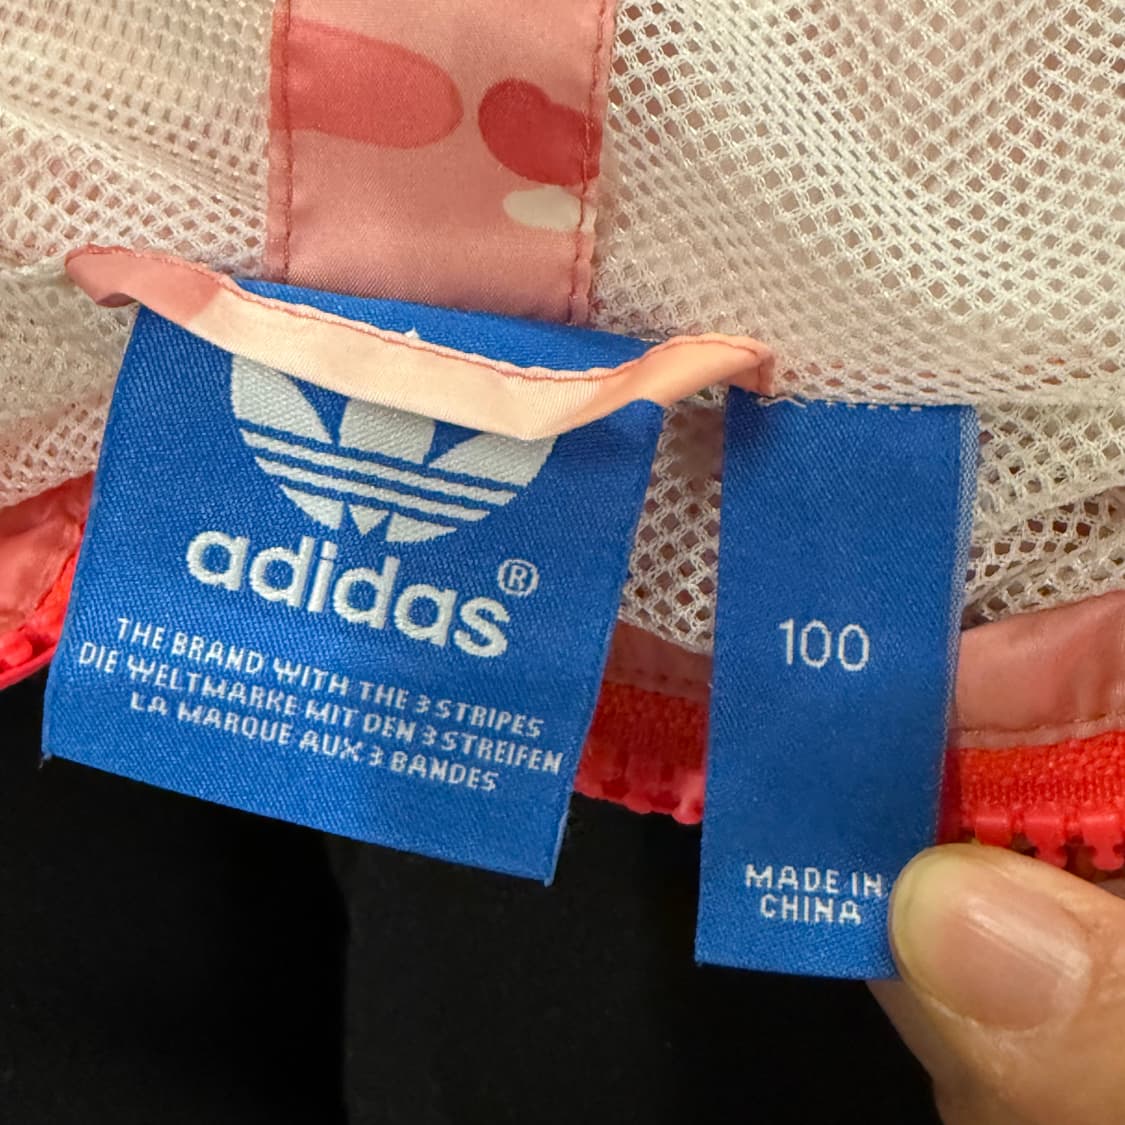 adidas®
THE BRAND WITH THE 3 STRIPES
DIE WELTMARKE MIT DEN 3 STREIFEN
LA MARQUE AUX 3 BANDES
100
MADE IN
CHINA